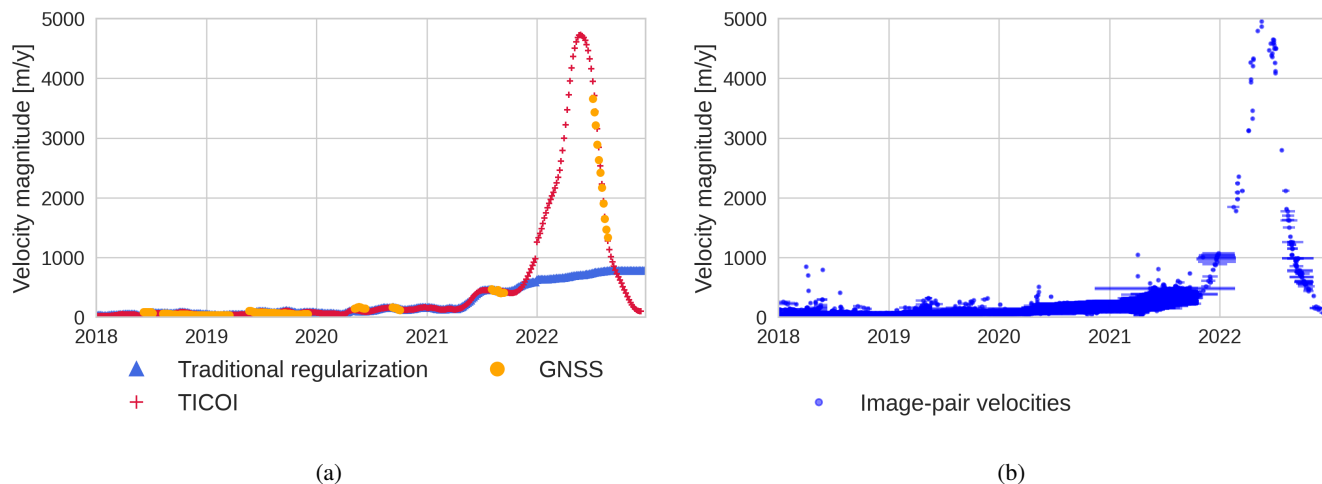 Velocity magnitude [m/y]
5000
4000
3000
2000
1000
0
2018 2019 2020 2021 2022
Traditional regularization
GNSS
TICOI
(a)
Velocity magnitude [m/y]
5000
4000
3000
2000
1000
0
2018 2019 2020 2021 2022
Image-pair velocities
(b)